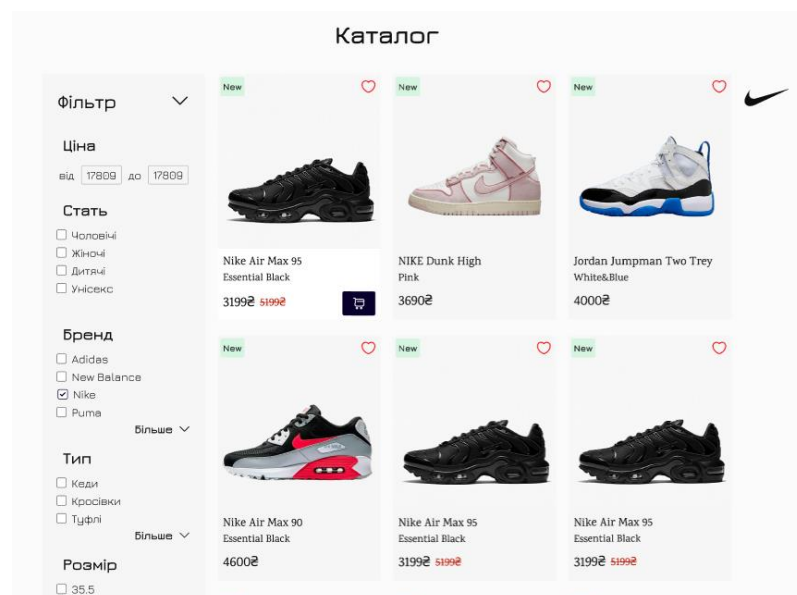 Каталог
Фільтр
Ціна
від 17809 до 17809
Стать
Чоловічі
Жіночі
Дитячі
Унісекс
Бренд
Adidas
New Balance
Nike
Puma
Більше
Тип
Кеди
Кросівки
Туфлі
Більше
Розмір
35.5
New
Nike Air Max 95
Essential Black
3199₴ 5199₴
New
NIKE Dunk High
Pink
3690₴
New
Jordan Jumpman Two Trey
White&Blue
4000₴
New
Nike Air Max 90
Essential Black
4600₴
New
Nike Air Max 95
Essential Black
3199₴ 5199₴
New
Nike Air Max 95
Essential Black
3199₴ 5199₴